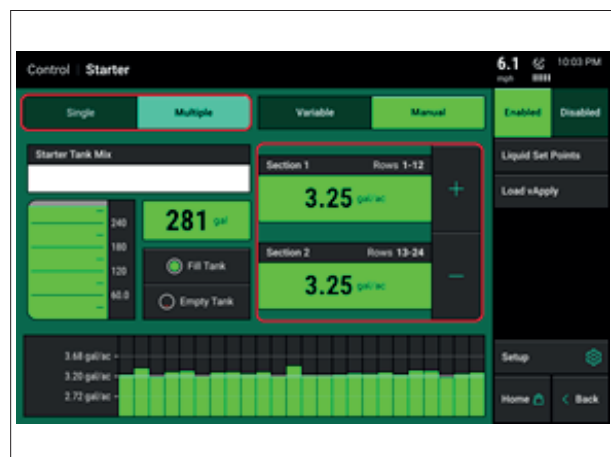 Control Starter
6.1 mph
10:03 PM
Single Multiple
Variable Manual
Enabled Disabled
Starter Tank Mix
Section 1 Rows 1-12
3.25 gal/ac
+
Section 2 Rows 13-24
3.25 gal/ac
−
Liquid Set Points
Load vApply
240
180
120
60.0
281 gal
Fill Tank
Empty Tank
3.68 gal/ac
3.20 gal/ac
2.72 gal/ac
Setup
Home < Back